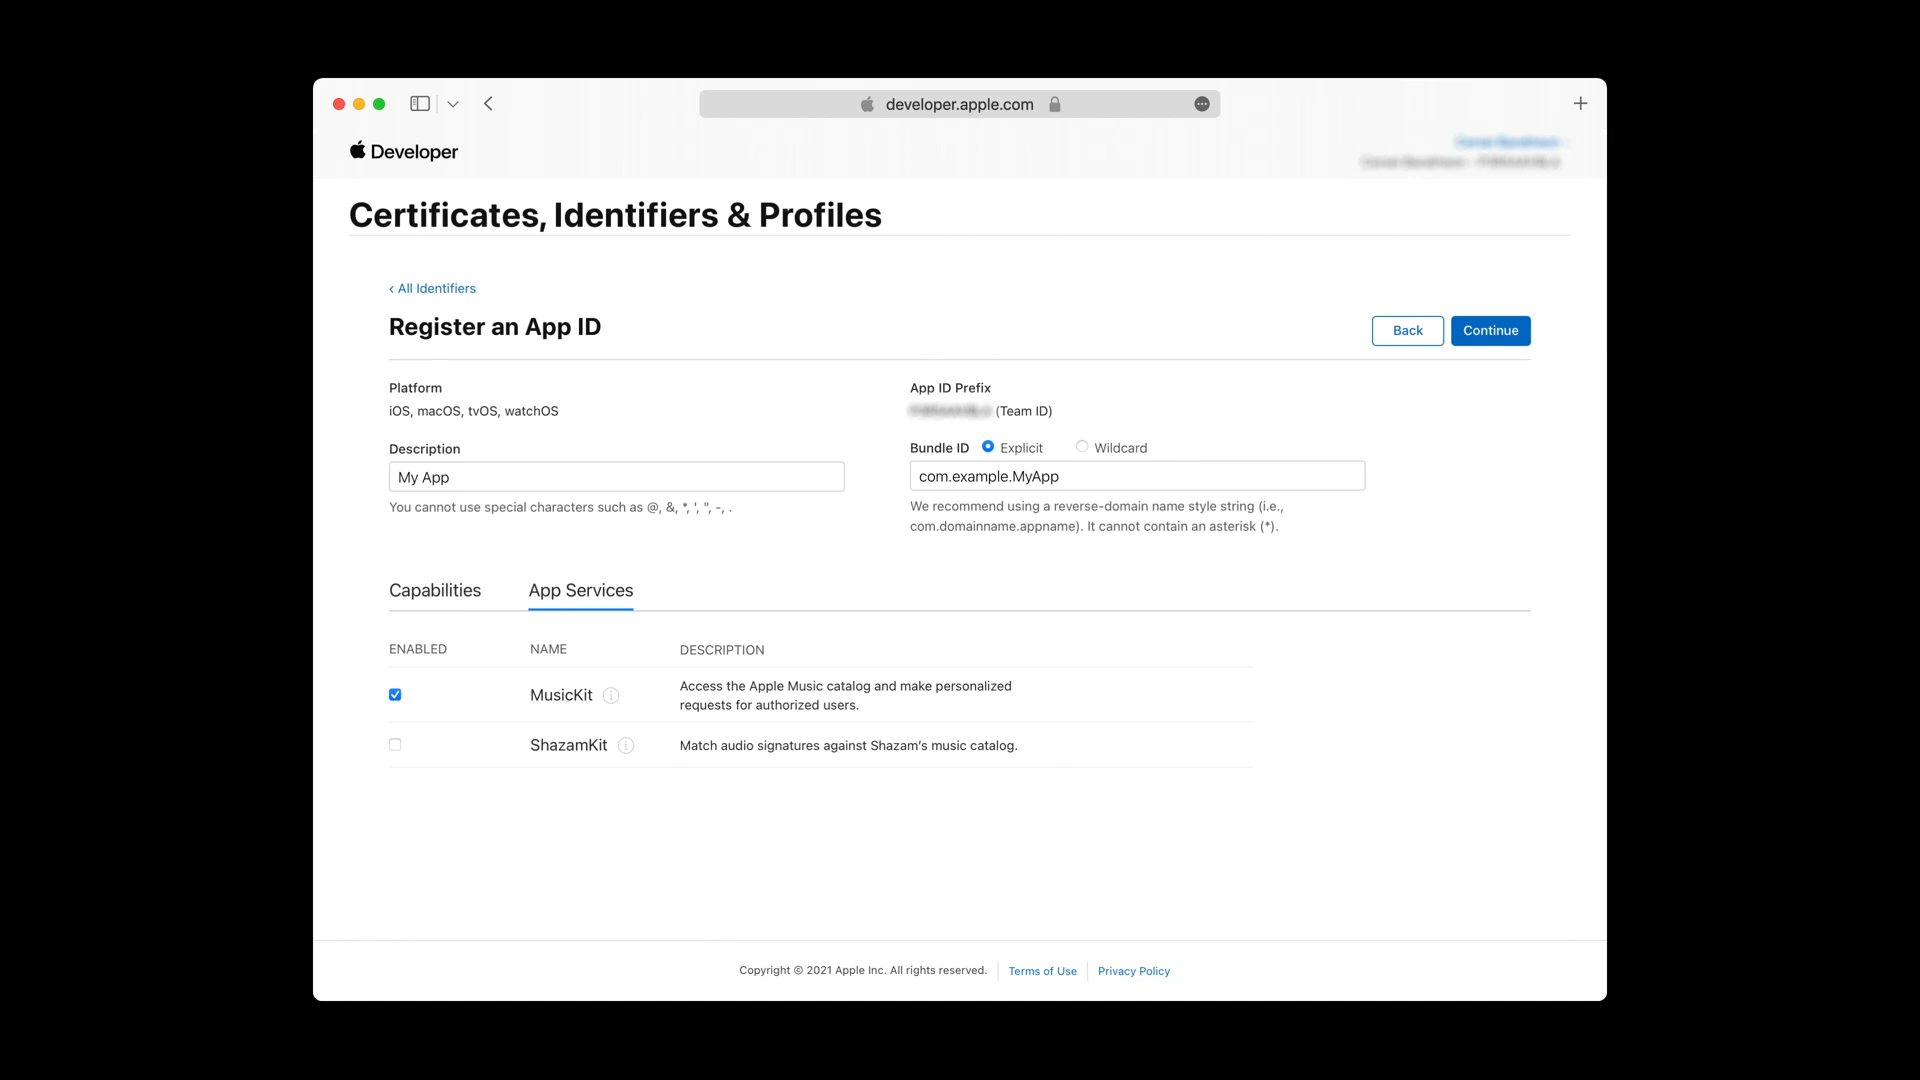 developer.apple.com
Developer
Certificates, Identifiers & Profiles
‹ All Identifiers
Register an App ID
Back
Continue
Platform
iOS, macOS, tvOS, watchOS
App ID Prefix
(Team ID)
Description
My App
You cannot use special characters such as @, &, *, ', ", -, .
Bundle ID Explicit Wildcard
com.example.MyApp
We recommend using a reverse-domain name style string (i.e.,
com.domainname.appname). It cannot contain an asterisk (*).
Capabilities App Services
ENABLED NAME DESCRIPTION
MusicKit
Access the Apple Music catalog and make personalized
requests for authorized users.
ShazamKit
Match audio signatures against Shazam's music catalog.
Copyright © 2021 Apple Inc. All rights reserved. Terms of Use Privacy Policy